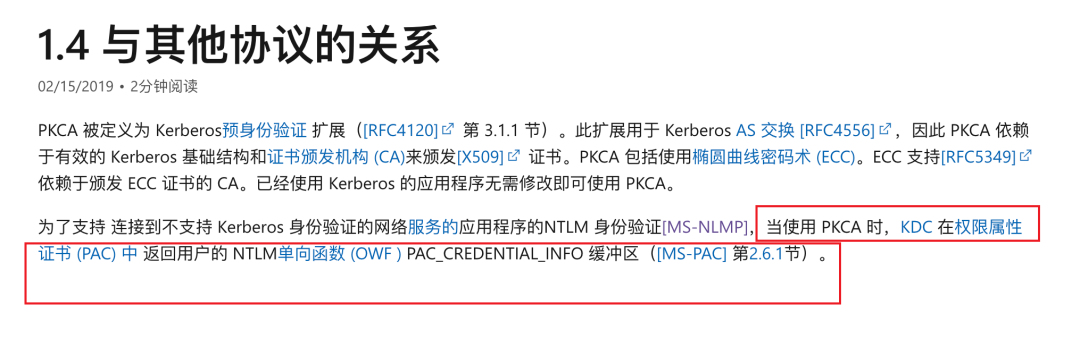 1.4 与其他协议的关系
02/15/2019 • 2分钟阅读
PKCA 被定义为 Kerberos预身份验证 扩展（[RFC4120] 第 3.1.1 节）。此扩展用于 Kerberos AS 交换 [RFC4556] ，因此 PKCA 依赖
于有效的 Kerberos 基础结构和证书颁发机构 (CA)来颁发[X509] 证书。PKCA 包括使用椭圆曲线密码术 (ECC)。ECC 支持[RFC5349]
依赖于颁发 ECC 证书的 CA。已经使用 Kerberos 的应用程序无需修改即可使用 PKCA。
为了支持 连接到不支持 Kerberos 身份验证的网络服务的应用程序的NTLM 身份验证[MS-NLMP]，当使用 PKCA 时，KDC 在权限属性
证书 (PAC) 中 返回用户的 NTLM单向函数 (OWF ) PAC_CREDENTIAL_INFO 缓冲区（[MS-PAC] 第2.6.1节）。